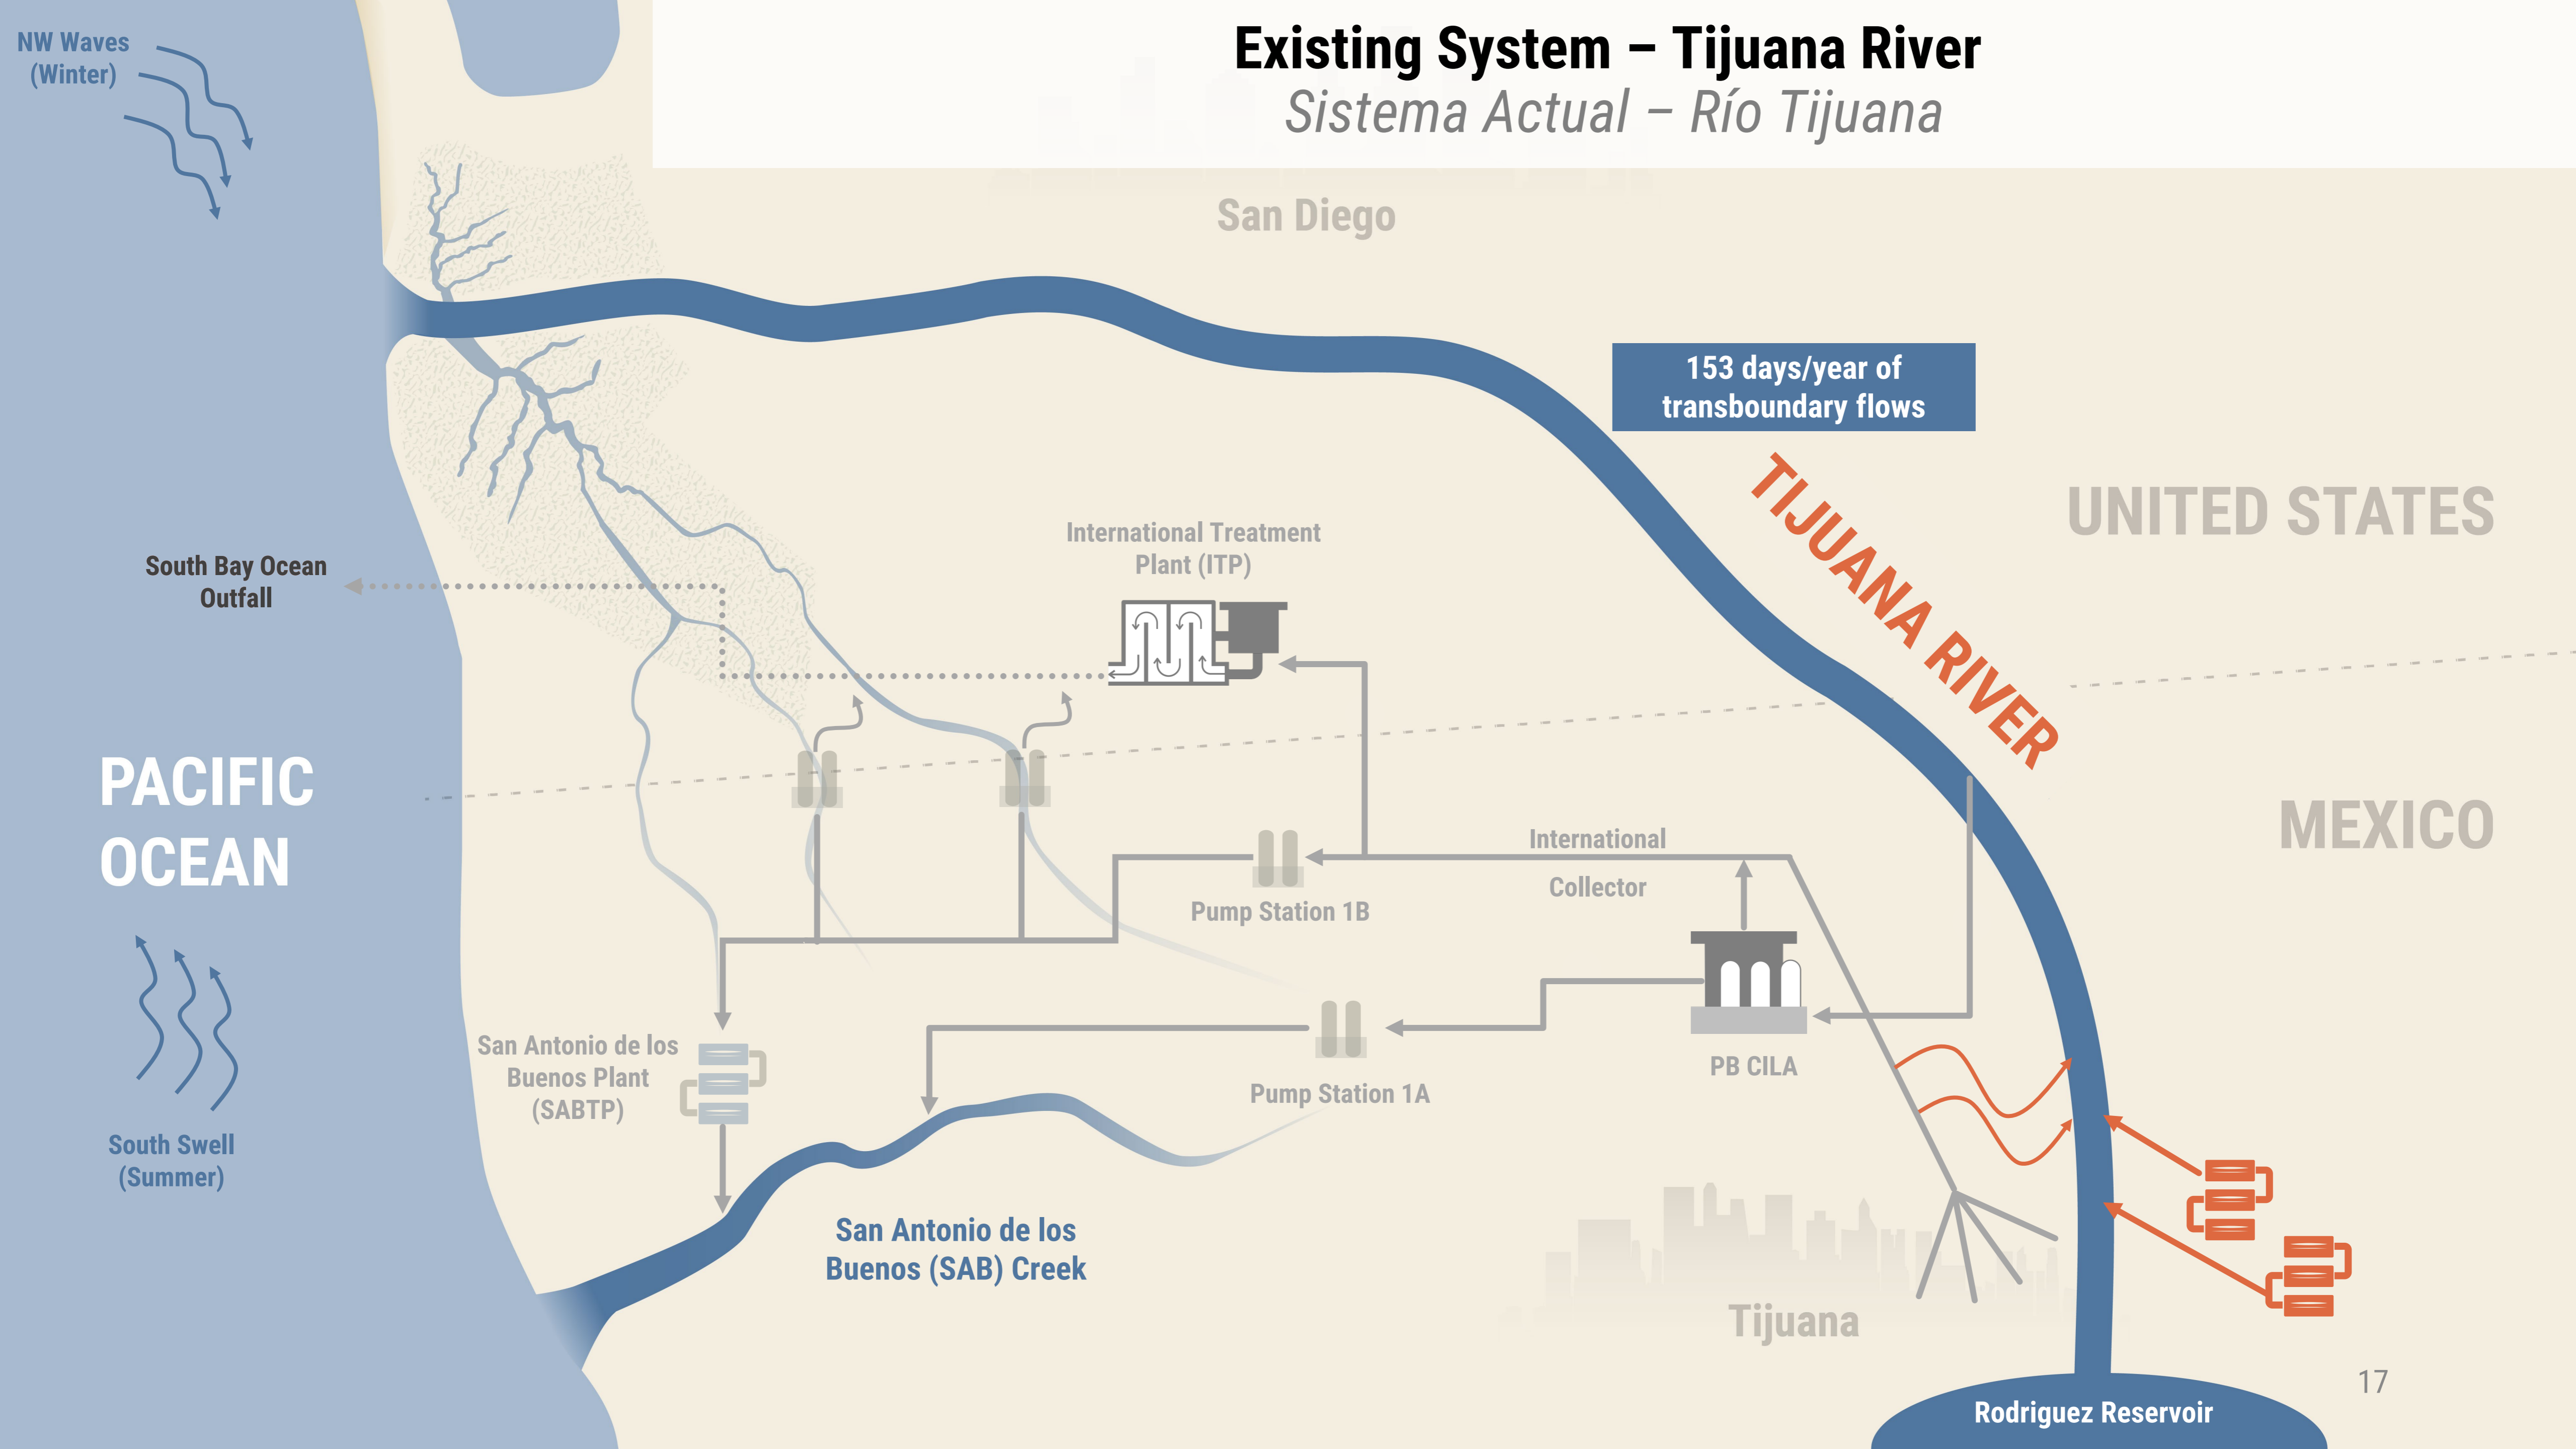 Existing System – Tijuana River
Sistema Actual – Río Tijuana
NW Waves
(Winter)
San Diego
153 days/year of
transboundary flows
TIJUANA RIVER
UNITED STATES
International Treatment
Plant (ITP)
South Bay Ocean
Outfall
PACIFIC
OCEAN
MEXICO
International
Collector
Pump Station 1B
PB CILA
San Antonio de los
Buenos Plant
(SABTP)
Pump Station 1A
South Swell
(Summer)
San Antonio de los
Buenos (SAB) Creek
Tijuana
17
Rodriguez Reservoir